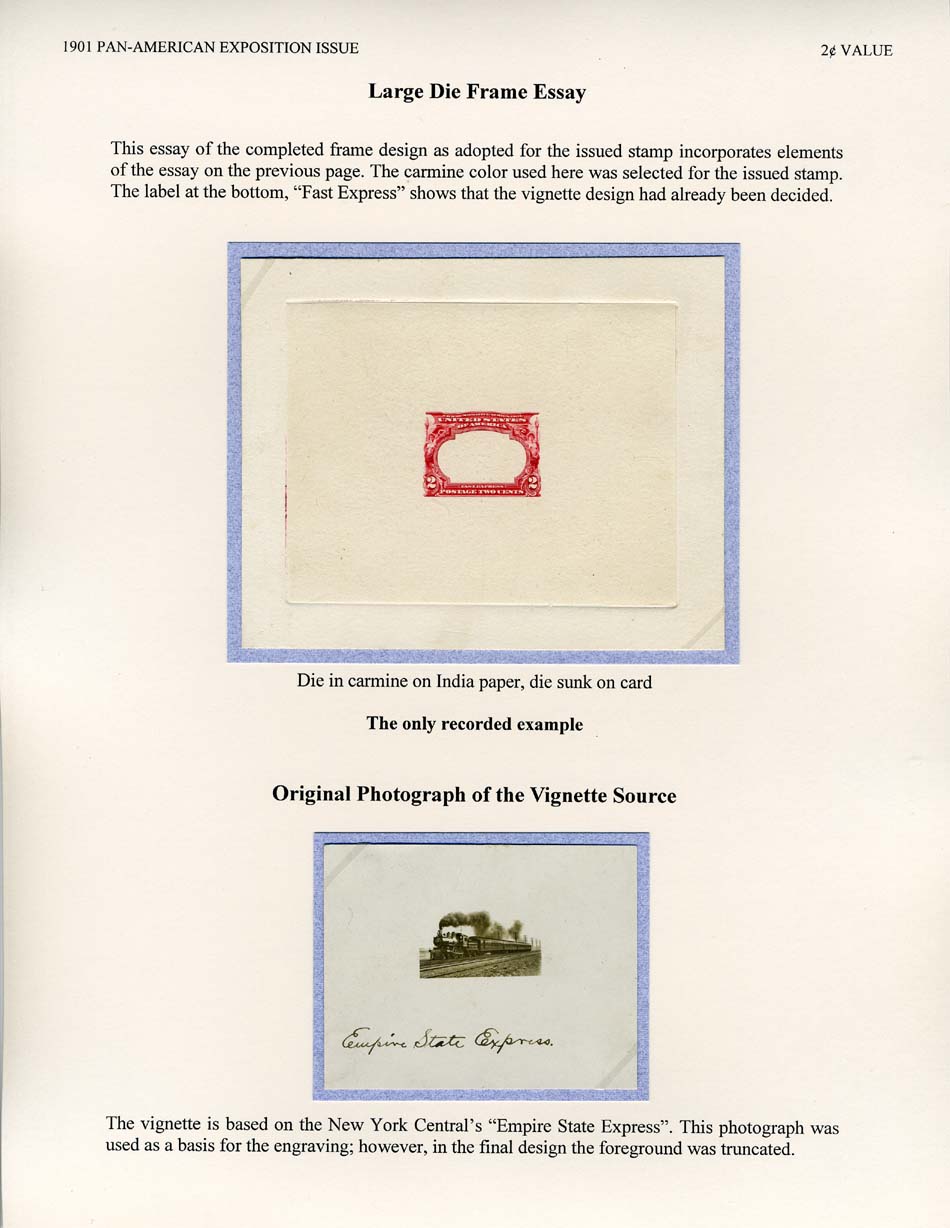 1901 PAN-AMERICAN EXPOSITION ISSUE
2¢ VALUE
Large Die Frame Essay
This essay of the completed frame design as adopted for the issued stamp incorporates elements
of the essay on the previous page. The carmine color used here was selected for the issued stamp.
The label at the bottom, “Fast Express” shows that the vignette design had already been decided.
UNITED STATES
OF AMERICA
2 2
FAST EXPRESS
POSTAGE TWO CENTS
Die in carmine on India paper, die sunk on card
The only recorded example
Original Photograph of the Vignette Source
Empire State Express.
The vignette is based on the New York Central’s “Empire State Express”. This photograph was
used as a basis for the engraving; however, in the final design the foreground was truncated.